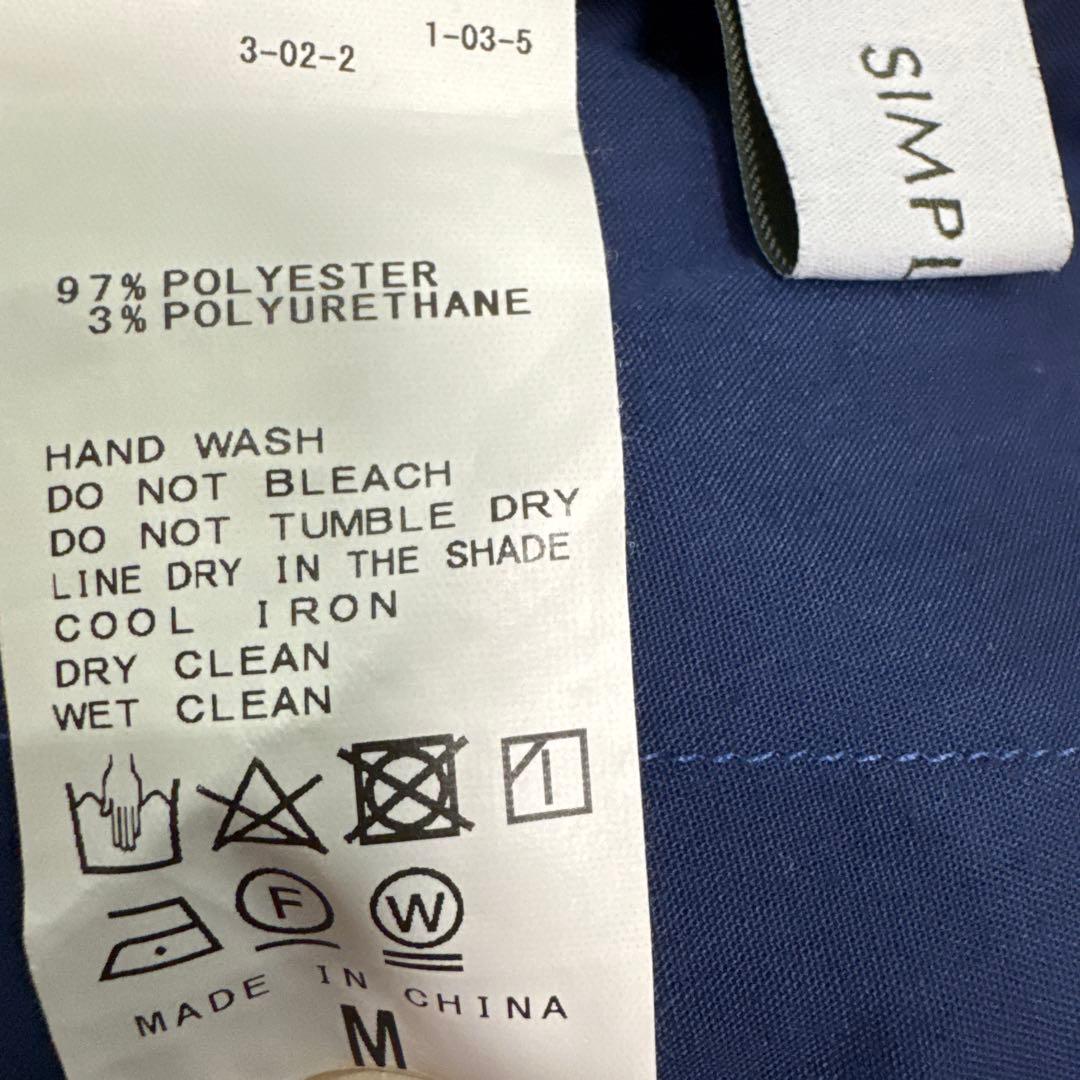 3-02-2 1-03-5
SIMPL
97% POLYESTER
3% POLYURETHANE
HAND WASH
DO NOT BLEACH
DO NOT TUMBLE DRY
LINE DRY IN THE SHADE
COOL IRON
DRY CLEAN
WET CLEAN
F W
MADE IN CHINA
M